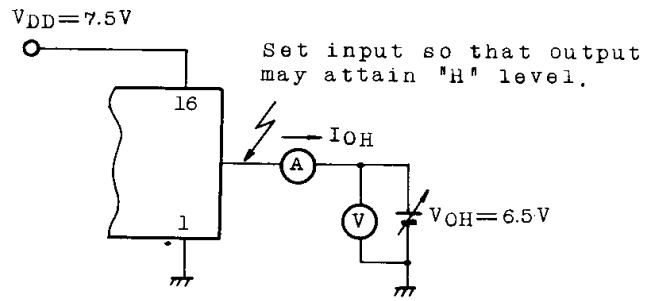 VDD=7.5V
Set input so that output
may attain "H" level.
16
IOH
A
1
V
VOH=6.5V